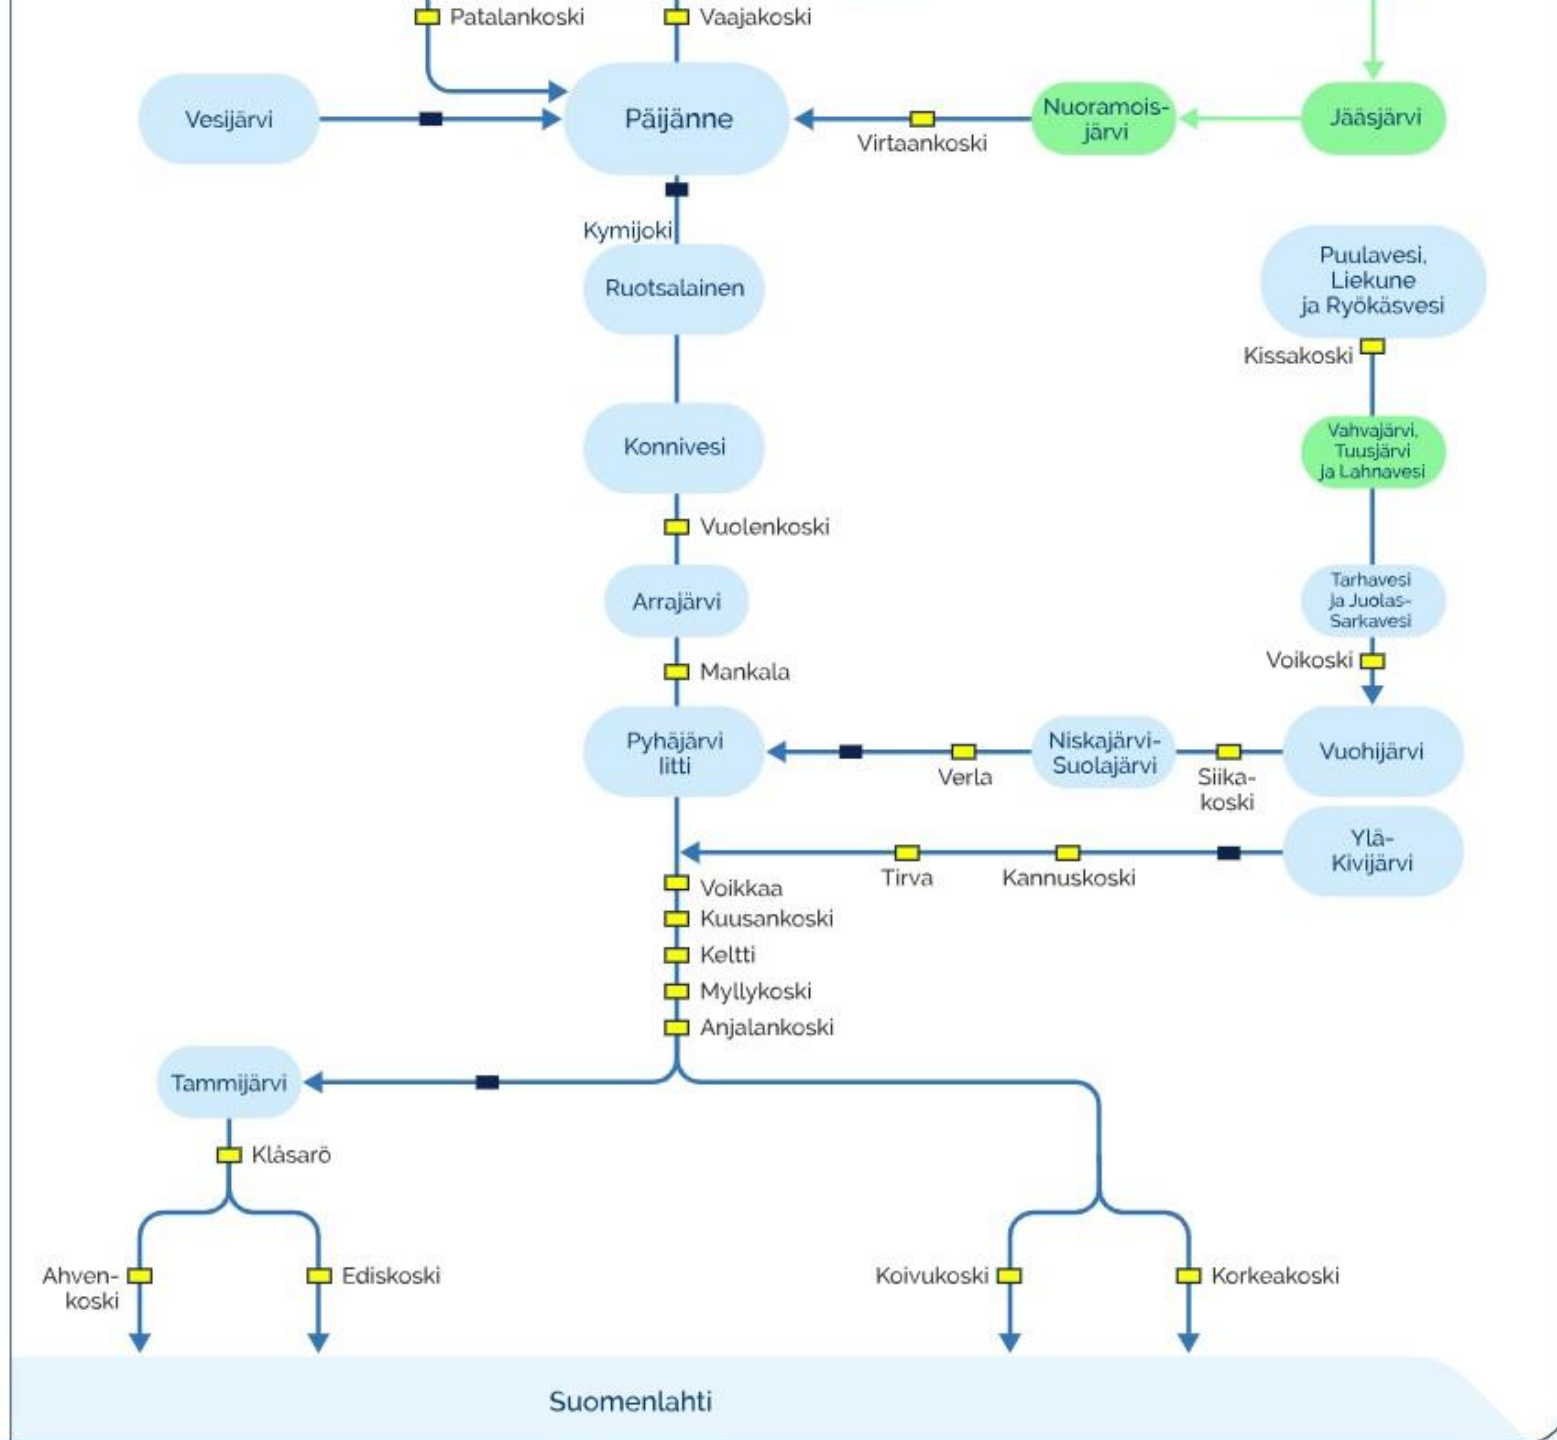 Patalankoski
Vaajakoski
Vesijärvi
Päijänne
Virtaankoski
Nuoramois-
järvi
Jääsjärvi
Kymijoki
Ruotsalainen
Puulavesi,
Liekune
ja Ryökäsvesi
Kissakoski
Konnivesi
Vahvajärvi,
Tuusjärvi
ja Lahnavesi
Vuolenkoski
Arrajärvi
Tarhavesi
ja Juolas-
Sarkavesi
Mankala
Voikoski
Pyhäjärvi
Iitti
Verla
Niskajärvi-
Suolajärvi
Siika-
koski
Vuohijärvi
Tirva
Kannuskoski
Ylä-
Kivijärvi
Voikkaa
Kuusankoski
Keltti
Myllykoski
Anjalankoski
Tammijärvi
Klåsarö
Ahven-
koski
Ediskoski
Koivukoski
Korkeakoski
Suomenlahti